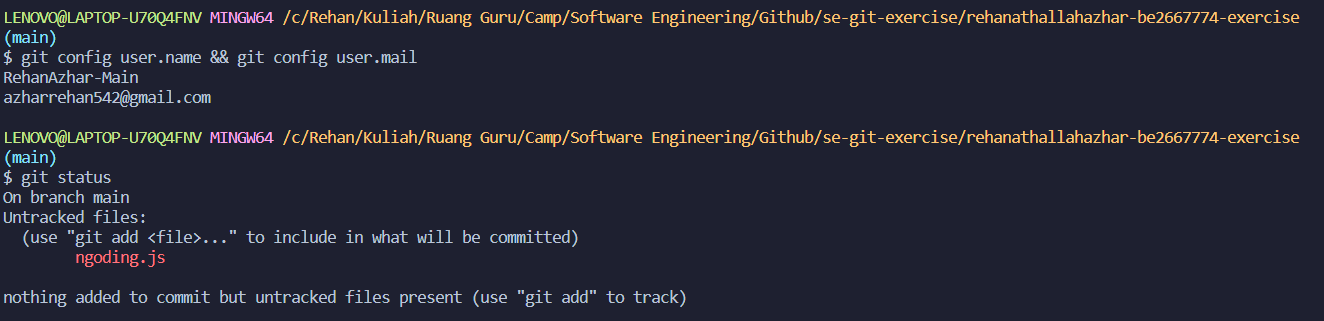 LENOVO@LAPTOP-U70Q4FNV MINGW64 /c/Rehan/Kuliah/Ruang Guru/Camp/Software Engineering/Github/se-git-exercise/rehanathallahazhar-be2667774-exercise
(main)
$ git config user.name && git config user.mail
RehanAzhar-Main
azharrehan542@gmail.com
LENOVO@LAPTOP-U70Q4FNV MINGW64 /c/Rehan/Kuliah/Ruang Guru/Camp/Software Engineering/Github/se-git-exercise/rehanathallahazhar-be2667774-exercise
(main)
$ git status
On branch main
Untracked files:
  (use "git add <file>..." to include in what will be committed)
        ngoding.js
nothing added to commit but untracked files present (use "git add" to track)